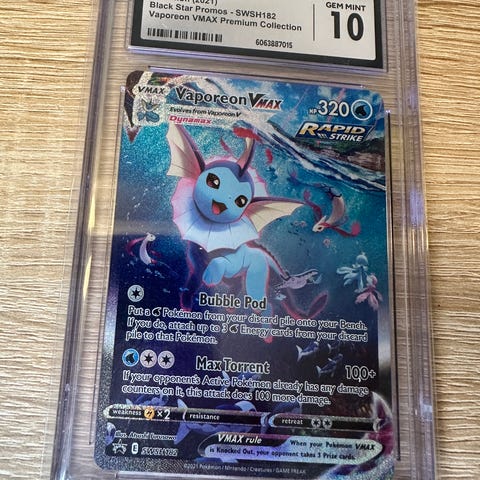 (2021)
Black Star Promos - SWSH182
Vaporeon VMAX Premium Collection
GEM MINT
10
6063887015
VMAX
Vaporeon VMAX
HP 320
Evolves from Vaporeon V
Dynamax
RAPID STRIKE
Bubble Pod
Put a Pokémon from your discard pile onto your Bench.
If you do, attach up to 3 Energy cards from your discard
pile to that Pokémon.
Max Torrent 100+
If your opponent's Active Pokémon already has any damage
counters on it, this attack does 100 more damage.
weakness ×2 resistance retreat
VMAX rule
When your Pokémon VMAX
is Knocked Out, your opponent takes 3 Prize cards.
SWSH182
©2021 Pokémon / Nintendo / Creatures / GAME FREAK